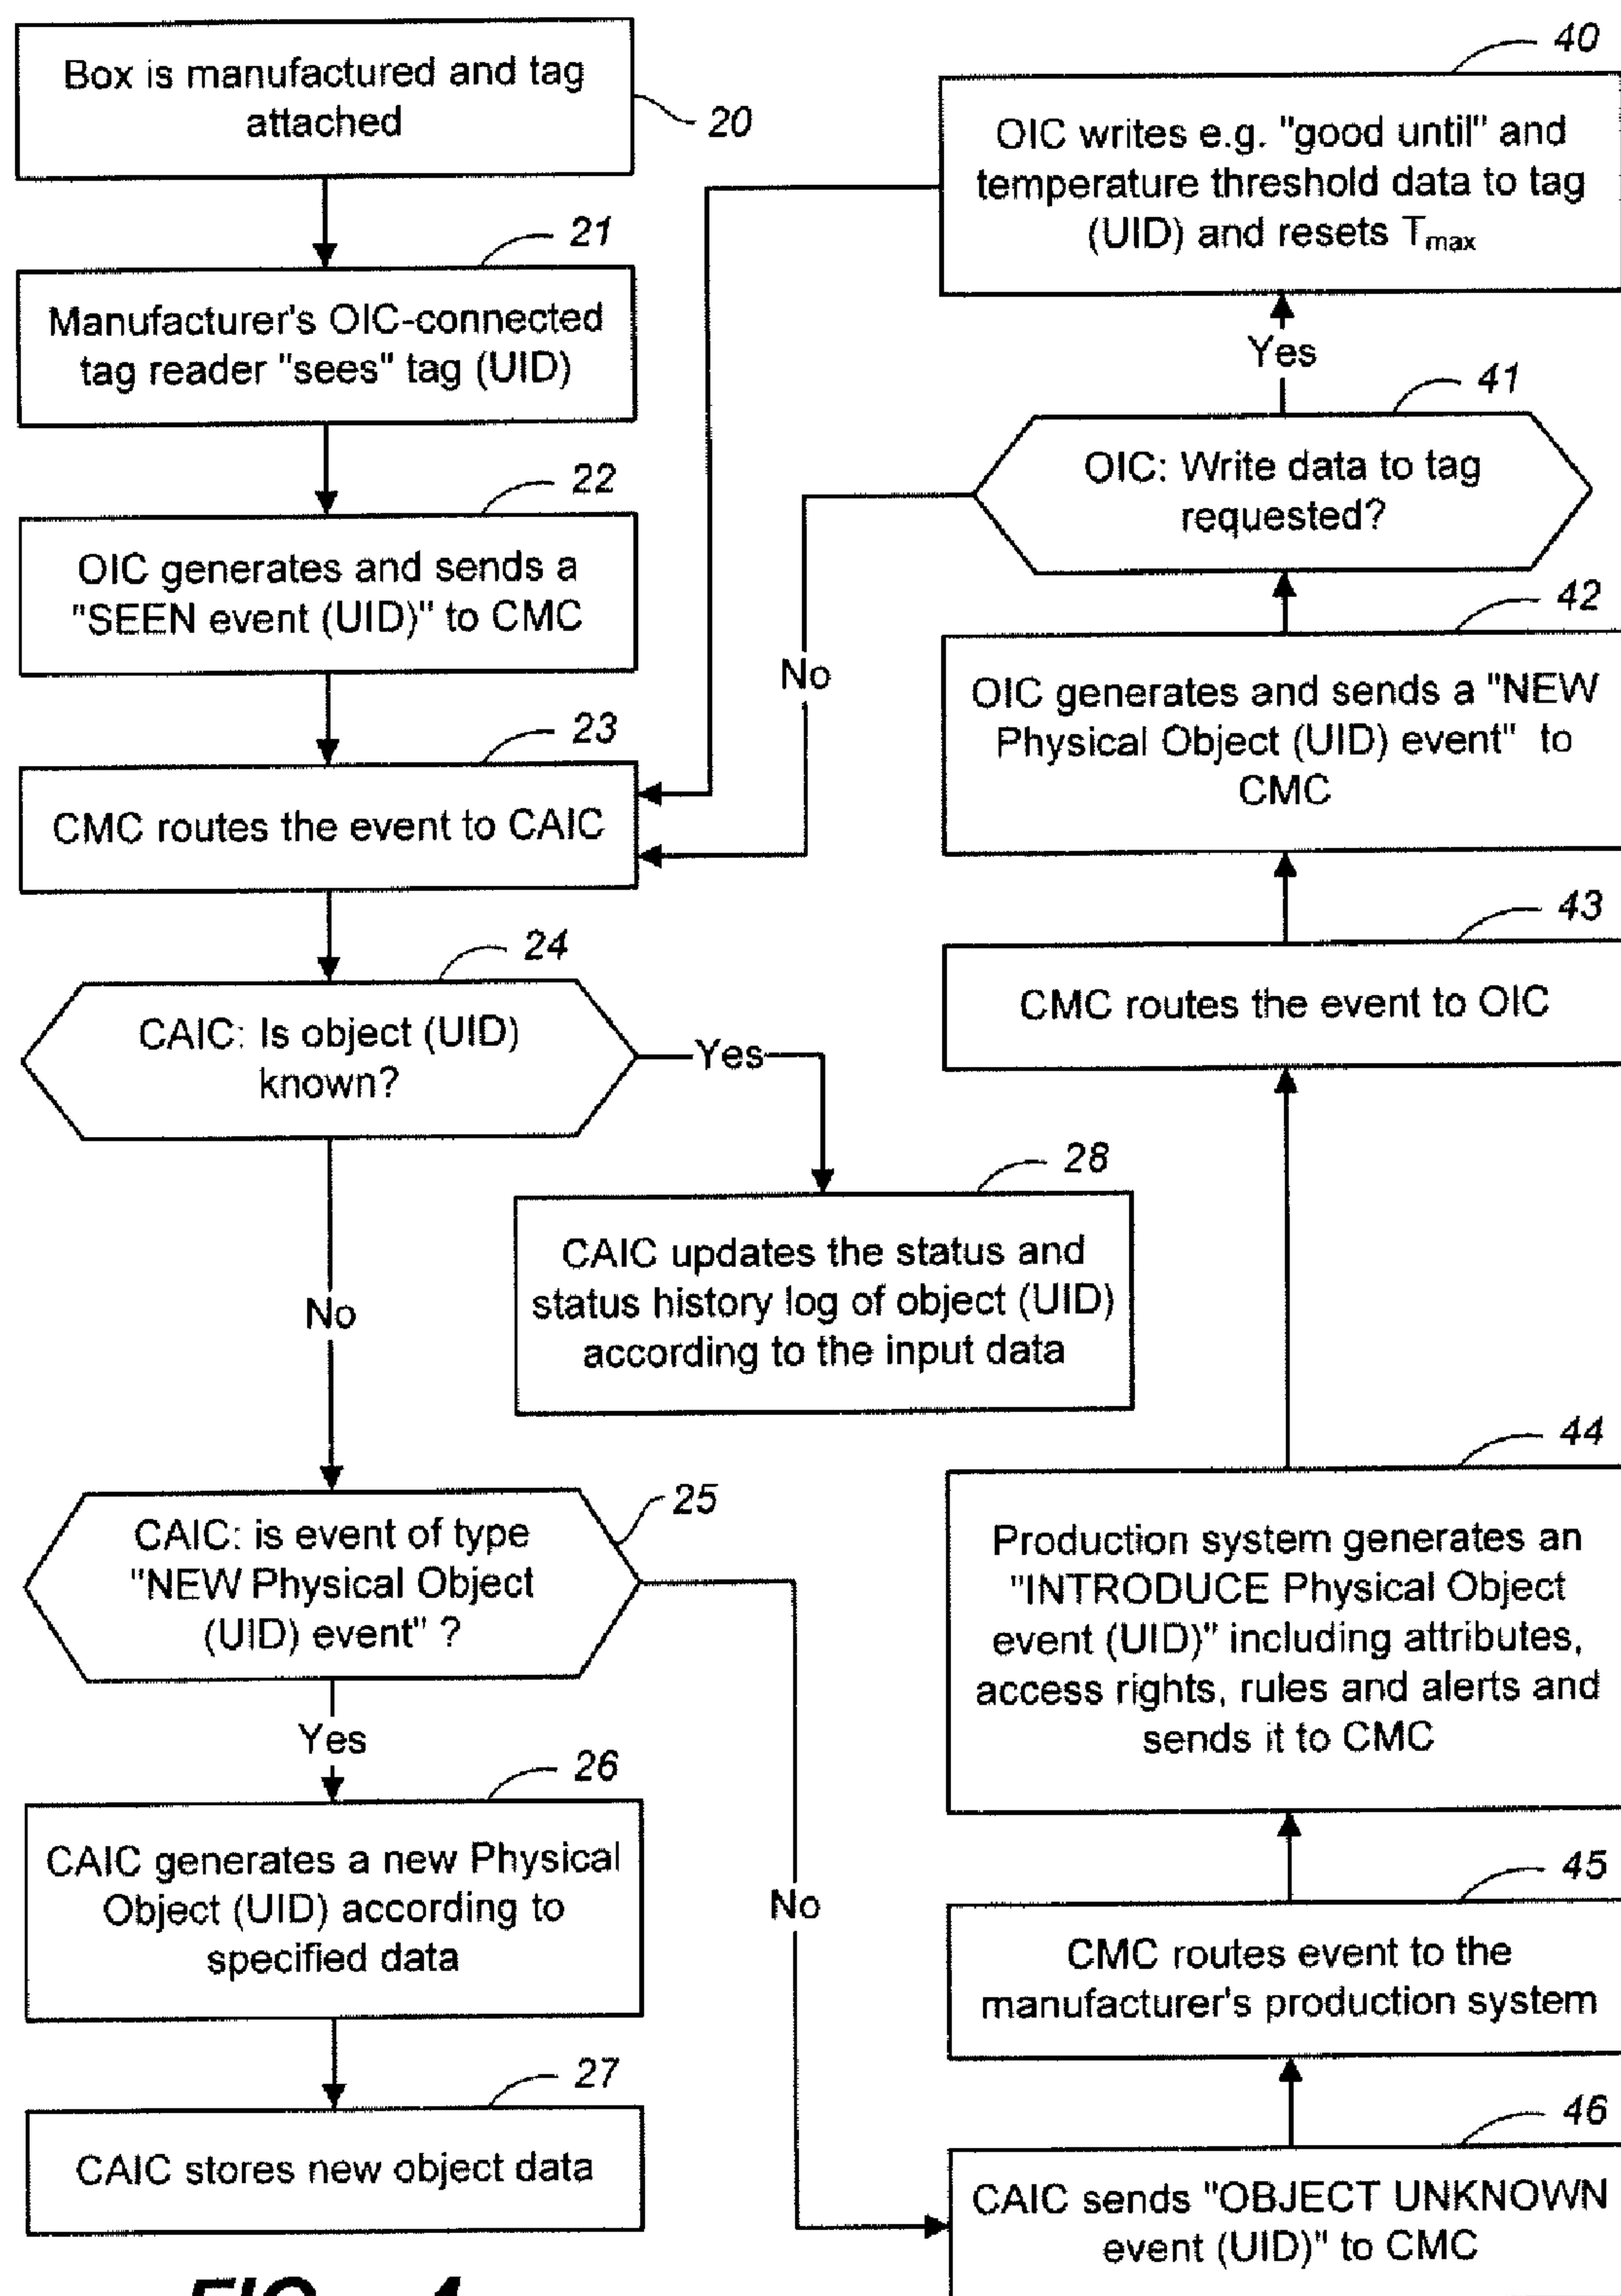 Box is manufactured and tag
attached
20
21
Manufacturer's OIC-connected
tag reader "sees" tag (UID)
22
OIC generates and sends a
"SEEN event (UID)" to CMC
23
CMC routes the event to CAIC
24
CAIC: Is object (UID)
known?
Yes
28
CAIC updates the status and
status history log of object (UID)
according to the input data
No
25
CAIC: is event of type
"NEW Physical Object
(UID) event" ?
Yes
26
CAIC generates a new Physical
Object (UID) according to
specified data
27
CAIC stores new object data
No
46
CAIC sends "OBJECT UNKNOWN
event (UID)" to CMC
45
CMC routes event to the
manufacturer's production system
44
Production system generates an
"INTRODUCE Physical Object
event (UID)" including attributes,
access rights, rules and alerts and
sends it to CMC
43
CMC routes the event to OIC
42
OIC generates and sends a "NEW
Physical Object (UID) event" to
CMC
41
OIC: Write data to tag
requested?
No
Yes
40
OIC writes e.g. "good until" and
temperature threshold data to tag
(UID) and resets Tmax